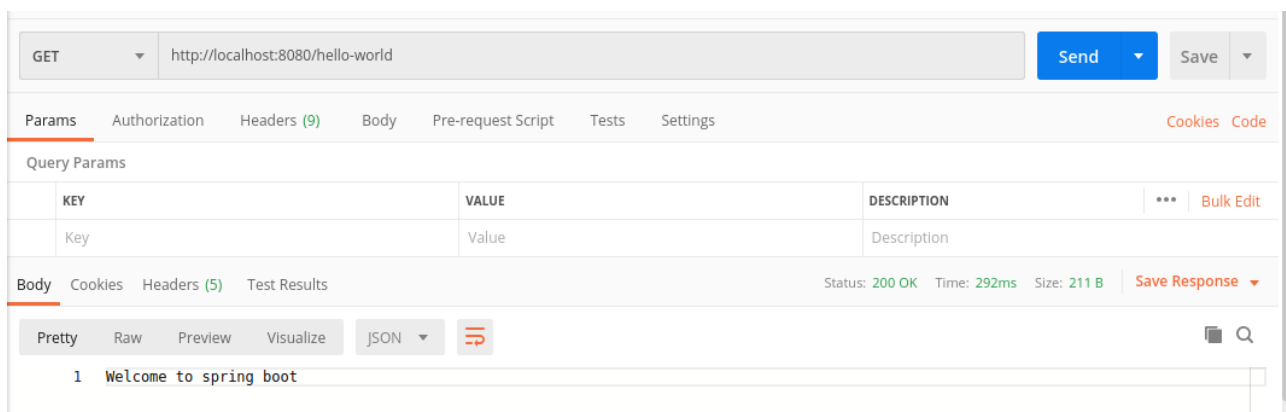 GET http://localhost:8080/hello-world Send Save
Params Authorization Headers (9) Body Pre-request Script Tests Settings Cookies Code
Query Params
KEY VALUE DESCRIPTION ••• Bulk Edit
Key Value Description
Body Cookies Headers (5) Test Results Status: 200 OK Time: 292ms Size: 211 B Save Response
Pretty Raw Preview Visualize JSON
1 Welcome to spring boot